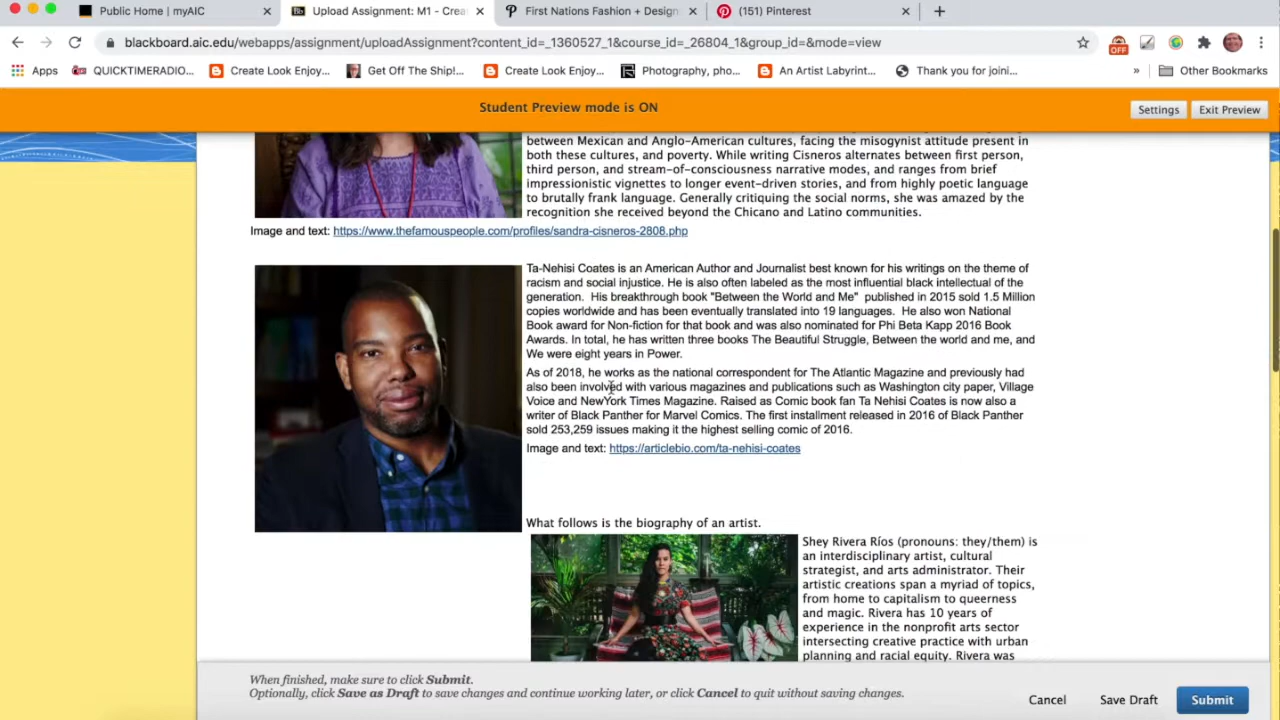 Public Home | myAIC
Upload Assignment: M1 - Crea
First Nations Fashion + Design
(151) Pinterest
blackboard.aic.edu/webapps/assignment/uploadAssignment?content_id=_1360527_1&course_id=_26804_1&group_id=&mode=view
OFF
Apps
QUICKTIMERADIO...
Create Look Enjoy...
Get Off The Ship!...
Create Look Enjoy...
Photography, pho...
An Artist Labyrint...
Thank you for joini...
»
Other Bookmarks
Student Preview mode is ON
Settings
Exit Preview
between Mexican and Anglo-American cultures, facing the misogynist attitude present in
both these cultures, and poverty. While writing Cisneros alternates between first person,
third person, and stream-of-consciousness narrative modes, and ranges from brief
impressionistic vignettes to longer event-driven stories, and from highly poetic language
to brutally frank language. Generally critiquing the social norms, she was amazed by the
recognition she received beyond the Chicano and Latino communities.
Image and text: https://www.thefamouspeople.com/profiles/sandra-cisneros-2808.php
Ta-Nehisi Coates is an American Author and Journalist best known for his writings on the theme of
racism and social injustice. He is also often labeled as the most influential black intellectual of the
generation. His breakthrough book "Between the World and Me" published in 2015 sold 1.5 Million
copies worldwide and has been eventually translated into 19 languages. He also won National
Book award for Non-fiction for that book and was also nominated for Phi Beta Kapp 2016 Book
Awards. In total, he has written three books The Beautiful Struggle, Between the world and me, and
We were eight years in Power.
As of 2018, he works as the national correspondent for The Atlantic Magazine and previously had
also been involved with various magazines and publications such as Washington city paper, Village
Voice and NewYork Times Magazine. Raised as Comic book fan Ta Nehisi Coates is now also a
writer of Black Panther for Marvel Comics. The first installment released in 2016 of Black Panther
sold 253,259 issues making it the highest selling comic of 2016.
Image and text: https://articlebio.com/ta-nehisi-coates
What follows is the biography of an artist.
Shey Rivera Ríos (pronouns: they/them) is
an interdisciplinary artist, cultural
strategist, and arts administrator. Their
artistic creations span a myriad of topics,
from home to capitalism to queerness
and magic. Rivera has 10 years of
experience in the nonprofit arts sector
intersecting creative practice with urban
planning and racial equity. Rivera was
When finished, make sure to click Submit.
Optionally, click Save as Draft to save changes and continue working later, or click Cancel to quit without saving changes.
Cancel
Save Draft
Submit